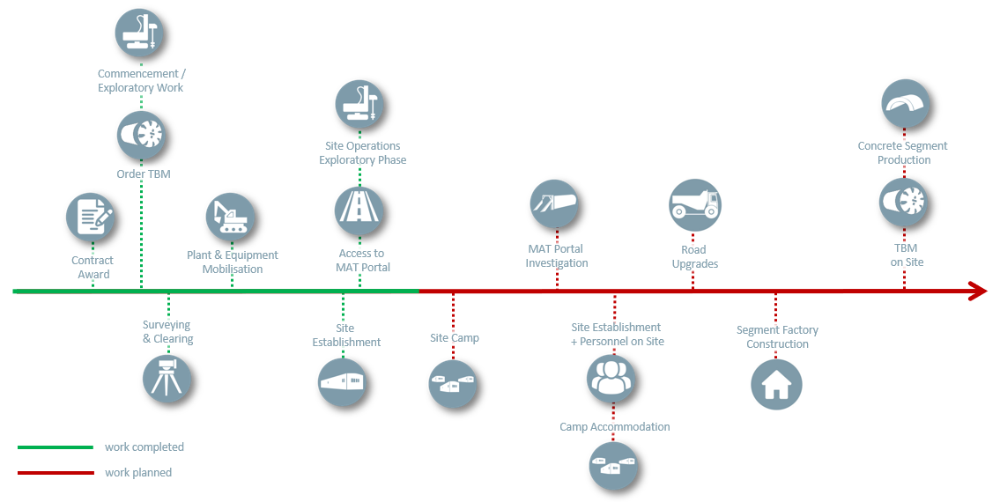 Commencement /
Exploratory Work
Order TBM
Contract
Award
Plant & Equipment
Mobilisation
Site Operations
Exploratory Phase
Access to
MAT Portal
MAT Portal
Investigation
Road
Upgrades
Concrete Segment
Production
TBM
on Site
Surveying
& Clearing
Site
Establishment
Site Camp
Site Establishment
+ Personnel on Site
Camp Accommodation
Segment Factory
Construction
work completed
work planned